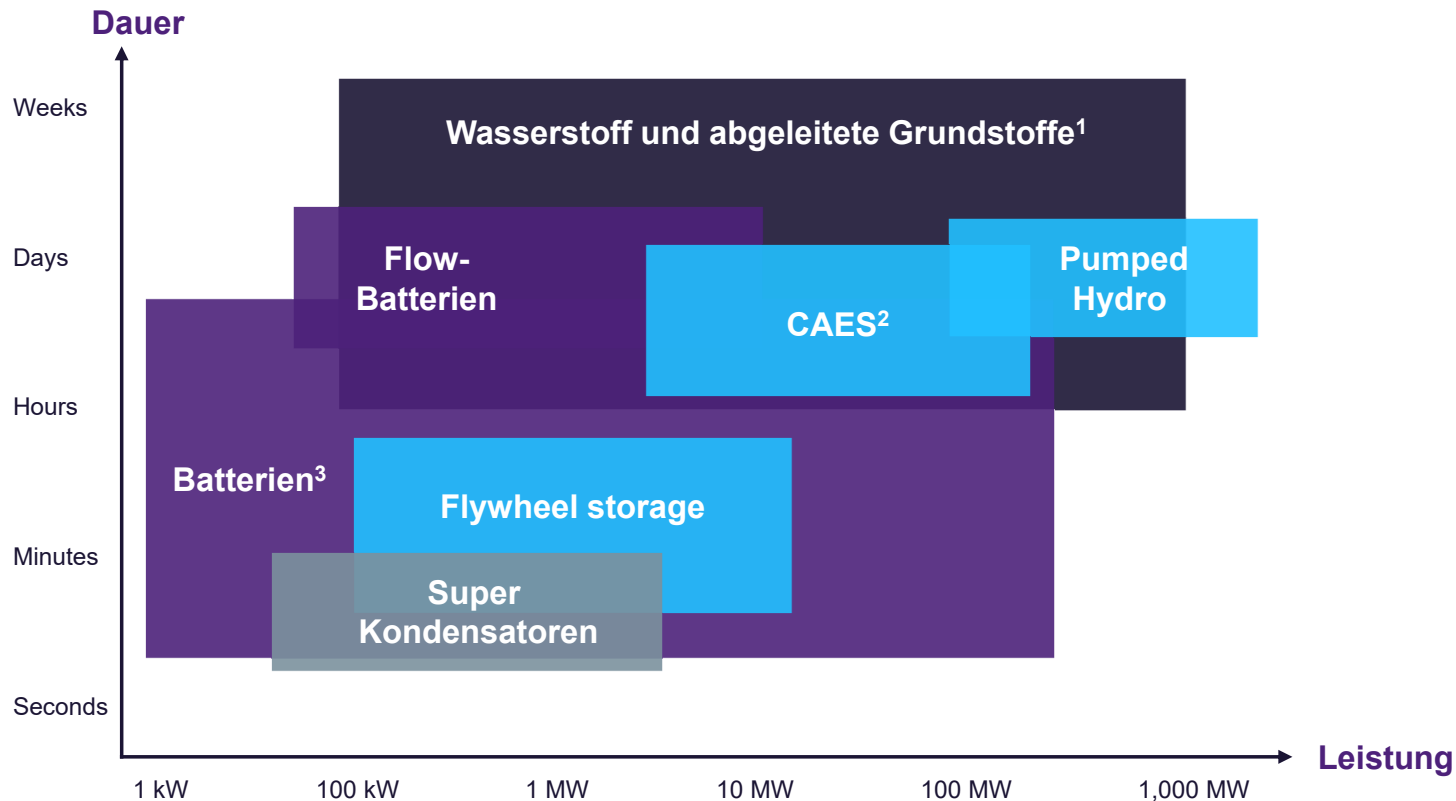 Dauer
Weeks
Wasserstoff und abgeleitete Grundstoffe¹
Days
Flow-
Batterien
Pumped
Hydro
CAES²
Hours
Batterien³
Flywheel storage
Minutes
Super
Kondensatoren
Seconds
Leistung
1 kW 100 kW 1 MW 10 MW 100 MW 1,000 MW